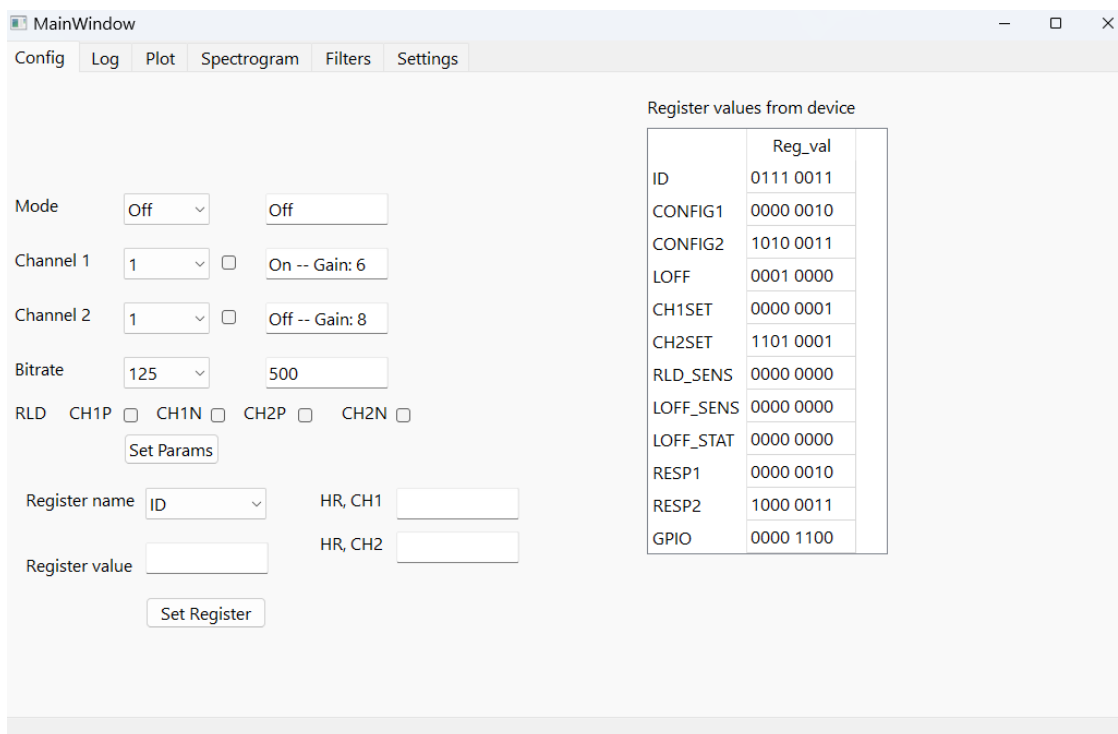 MainWindow
Config Log Plot Spectrogram Filters Settings
Register values from device
Reg_val
ID 0111 0011
CONFIG1 0000 0010
CONFIG2 1010 0011
LOFF 0001 0000
CH1SET 0000 0001
CH2SET 1101 0001
RLD_SENS 0000 0000
LOFF_SENS 0000 0000
LOFF_STAT 0000 0000
RESP1 0000 0010
RESP2 1000 0011
GPIO 0000 1100
Mode Off Off
Channel 1 1 On -- Gain: 6
Channel 2 1 Off -- Gain: 8
Bitrate 125 500
RLD CH1P CH1N CH2P CH2N
Set Params
Register name ID HR, CH1
HR, CH2
Register value
Set Register